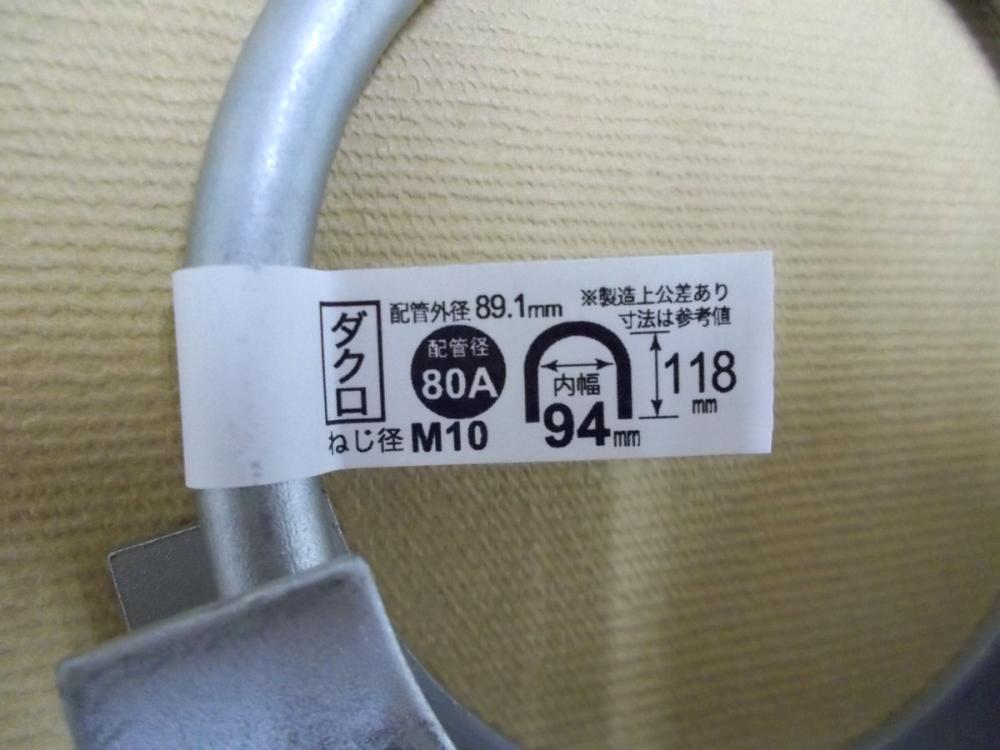 ダクロ
配管外径 89.1mm
※製造上公差あり
寸法は参考値
配管径
80A
内幅
94mm
118
mm
ねじ径 M10